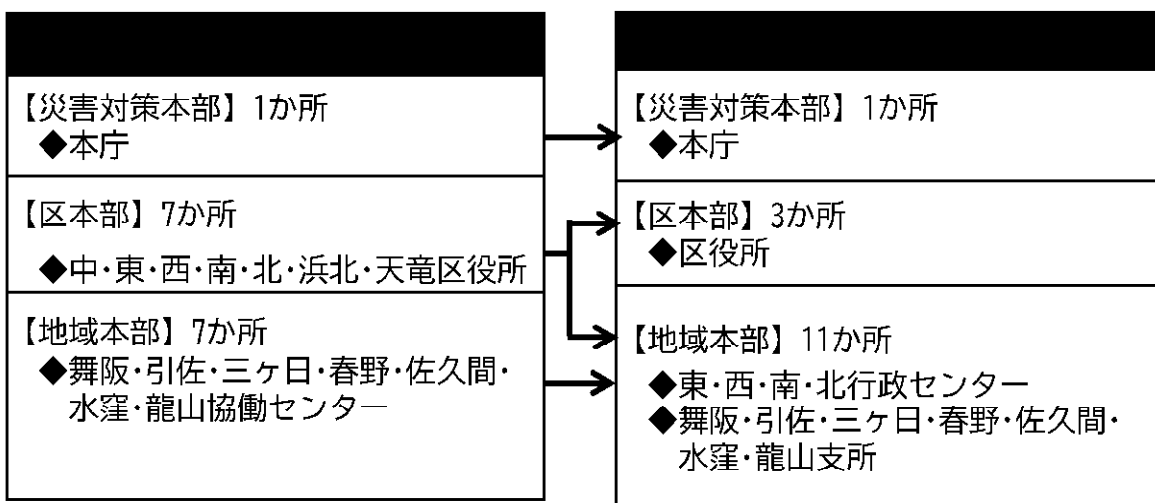 【災害対策本部】1か所
◆本庁
【区本部】7か所
◆中・東・西・南・北・浜北・天竜区役所
【地域本部】7か所
◆舞阪・引佐・三ヶ日・春野・佐久間・
水窪・龍山協働センター
【災害対策本部】1か所
◆本庁
【区本部】3か所
◆区役所
【地域本部】11か所
◆東・西・南・北行政センター
◆舞阪・引佐・三ヶ日・春野・佐久間・
水窪・龍山支所